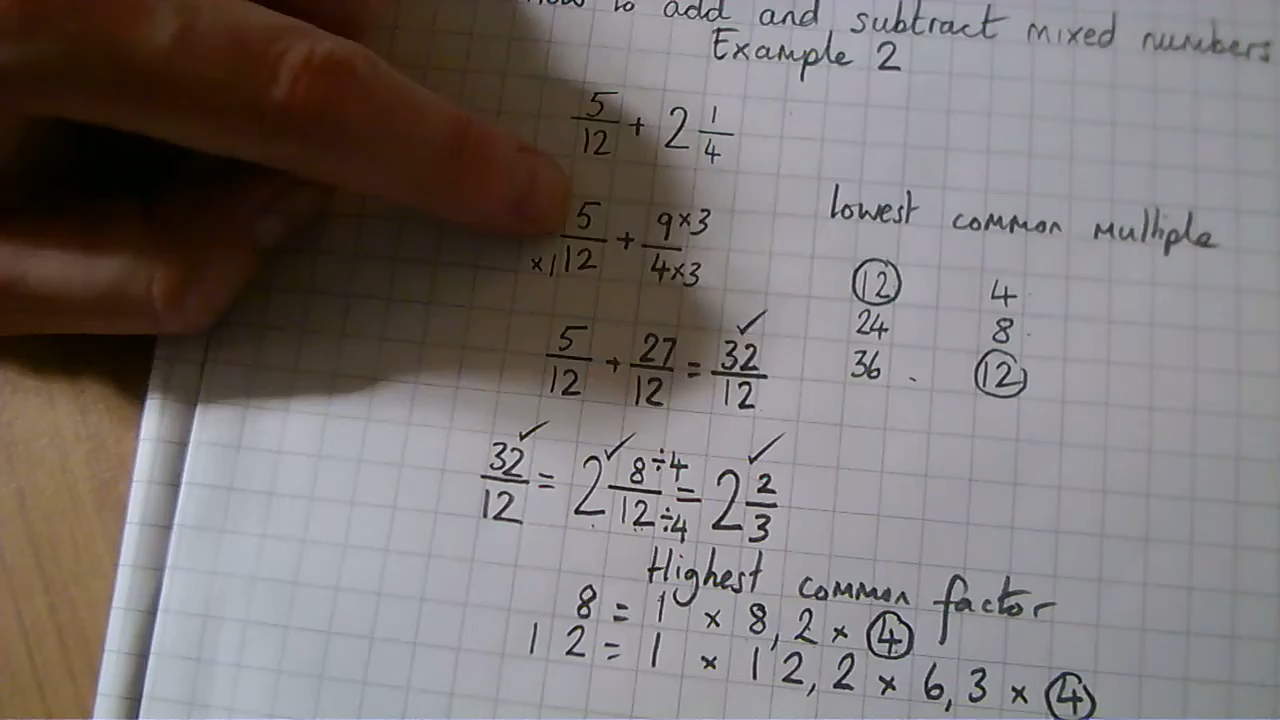 how to add and subtract mixed numbers
Example 2
5/12 + 2 1/4
5/12 ×1 + 9×3/4×3
lowest common multiple
12 4
24 8
36 . 12
5/12 + 27/12 = 32/12 ✓
32/12 ✓ = 2 ✓ 8÷4/12÷4 = 2 2/3 ✓
Highest common factor
8 = 1 × 8, 2 × 4
12 = 1 × 12, 2 × 6, 3 × 4